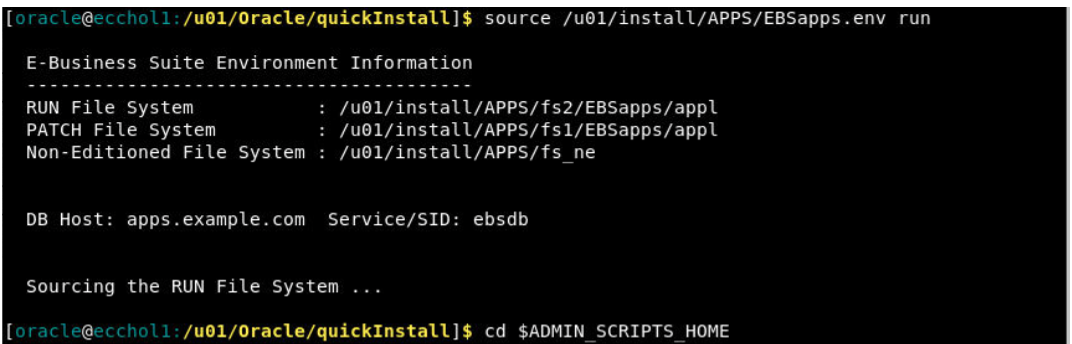 [oracle@ecchol1:/u01/Oracle/quickInstall]$ source /u01/install/APPS/EBSapps.env run
E-Business Suite Environment Information
----------------------------------------
RUN File System : /u01/install/APPS/fs2/EBSapps/appl
PATCH File System : /u01/install/APPS/fs1/EBSapps/appl
Non-Editioned File System : /u01/install/APPS/fs_ne
DB Host: apps.example.com Service/SID: ebsdb
Sourcing the RUN File System ...
[oracle@ecchol1:/u01/Oracle/quickInstall]$ cd $ADMIN_SCRIPTS_HOME